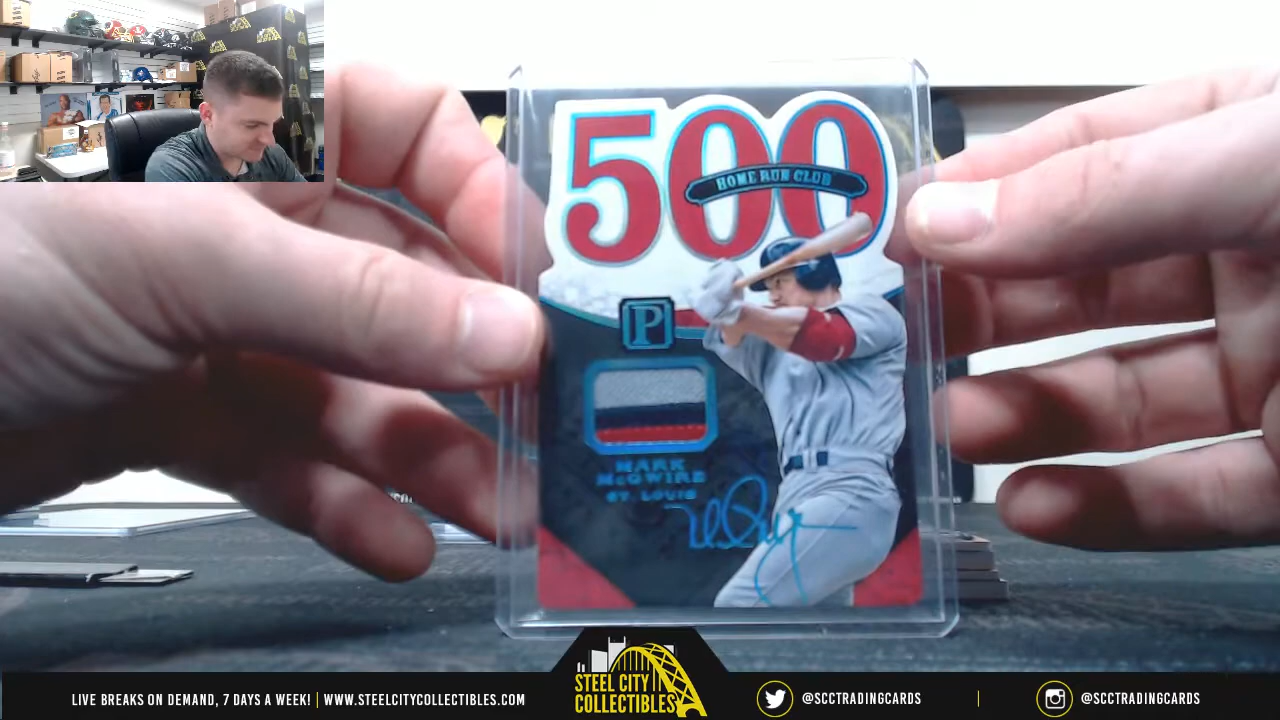 500
HOME RUN CLUB
P
MARK
McGWIRE
ST. LOUIS
LIVE BREAKS ON DEMAND, 7 DAYS A WEEK! | WWW.STEELCITYCOLLECTIBLES.COM
STEEL CITY
COLLECTIBLES
@SCCTRADINGCARDS
@SCCTRADINGCARDS